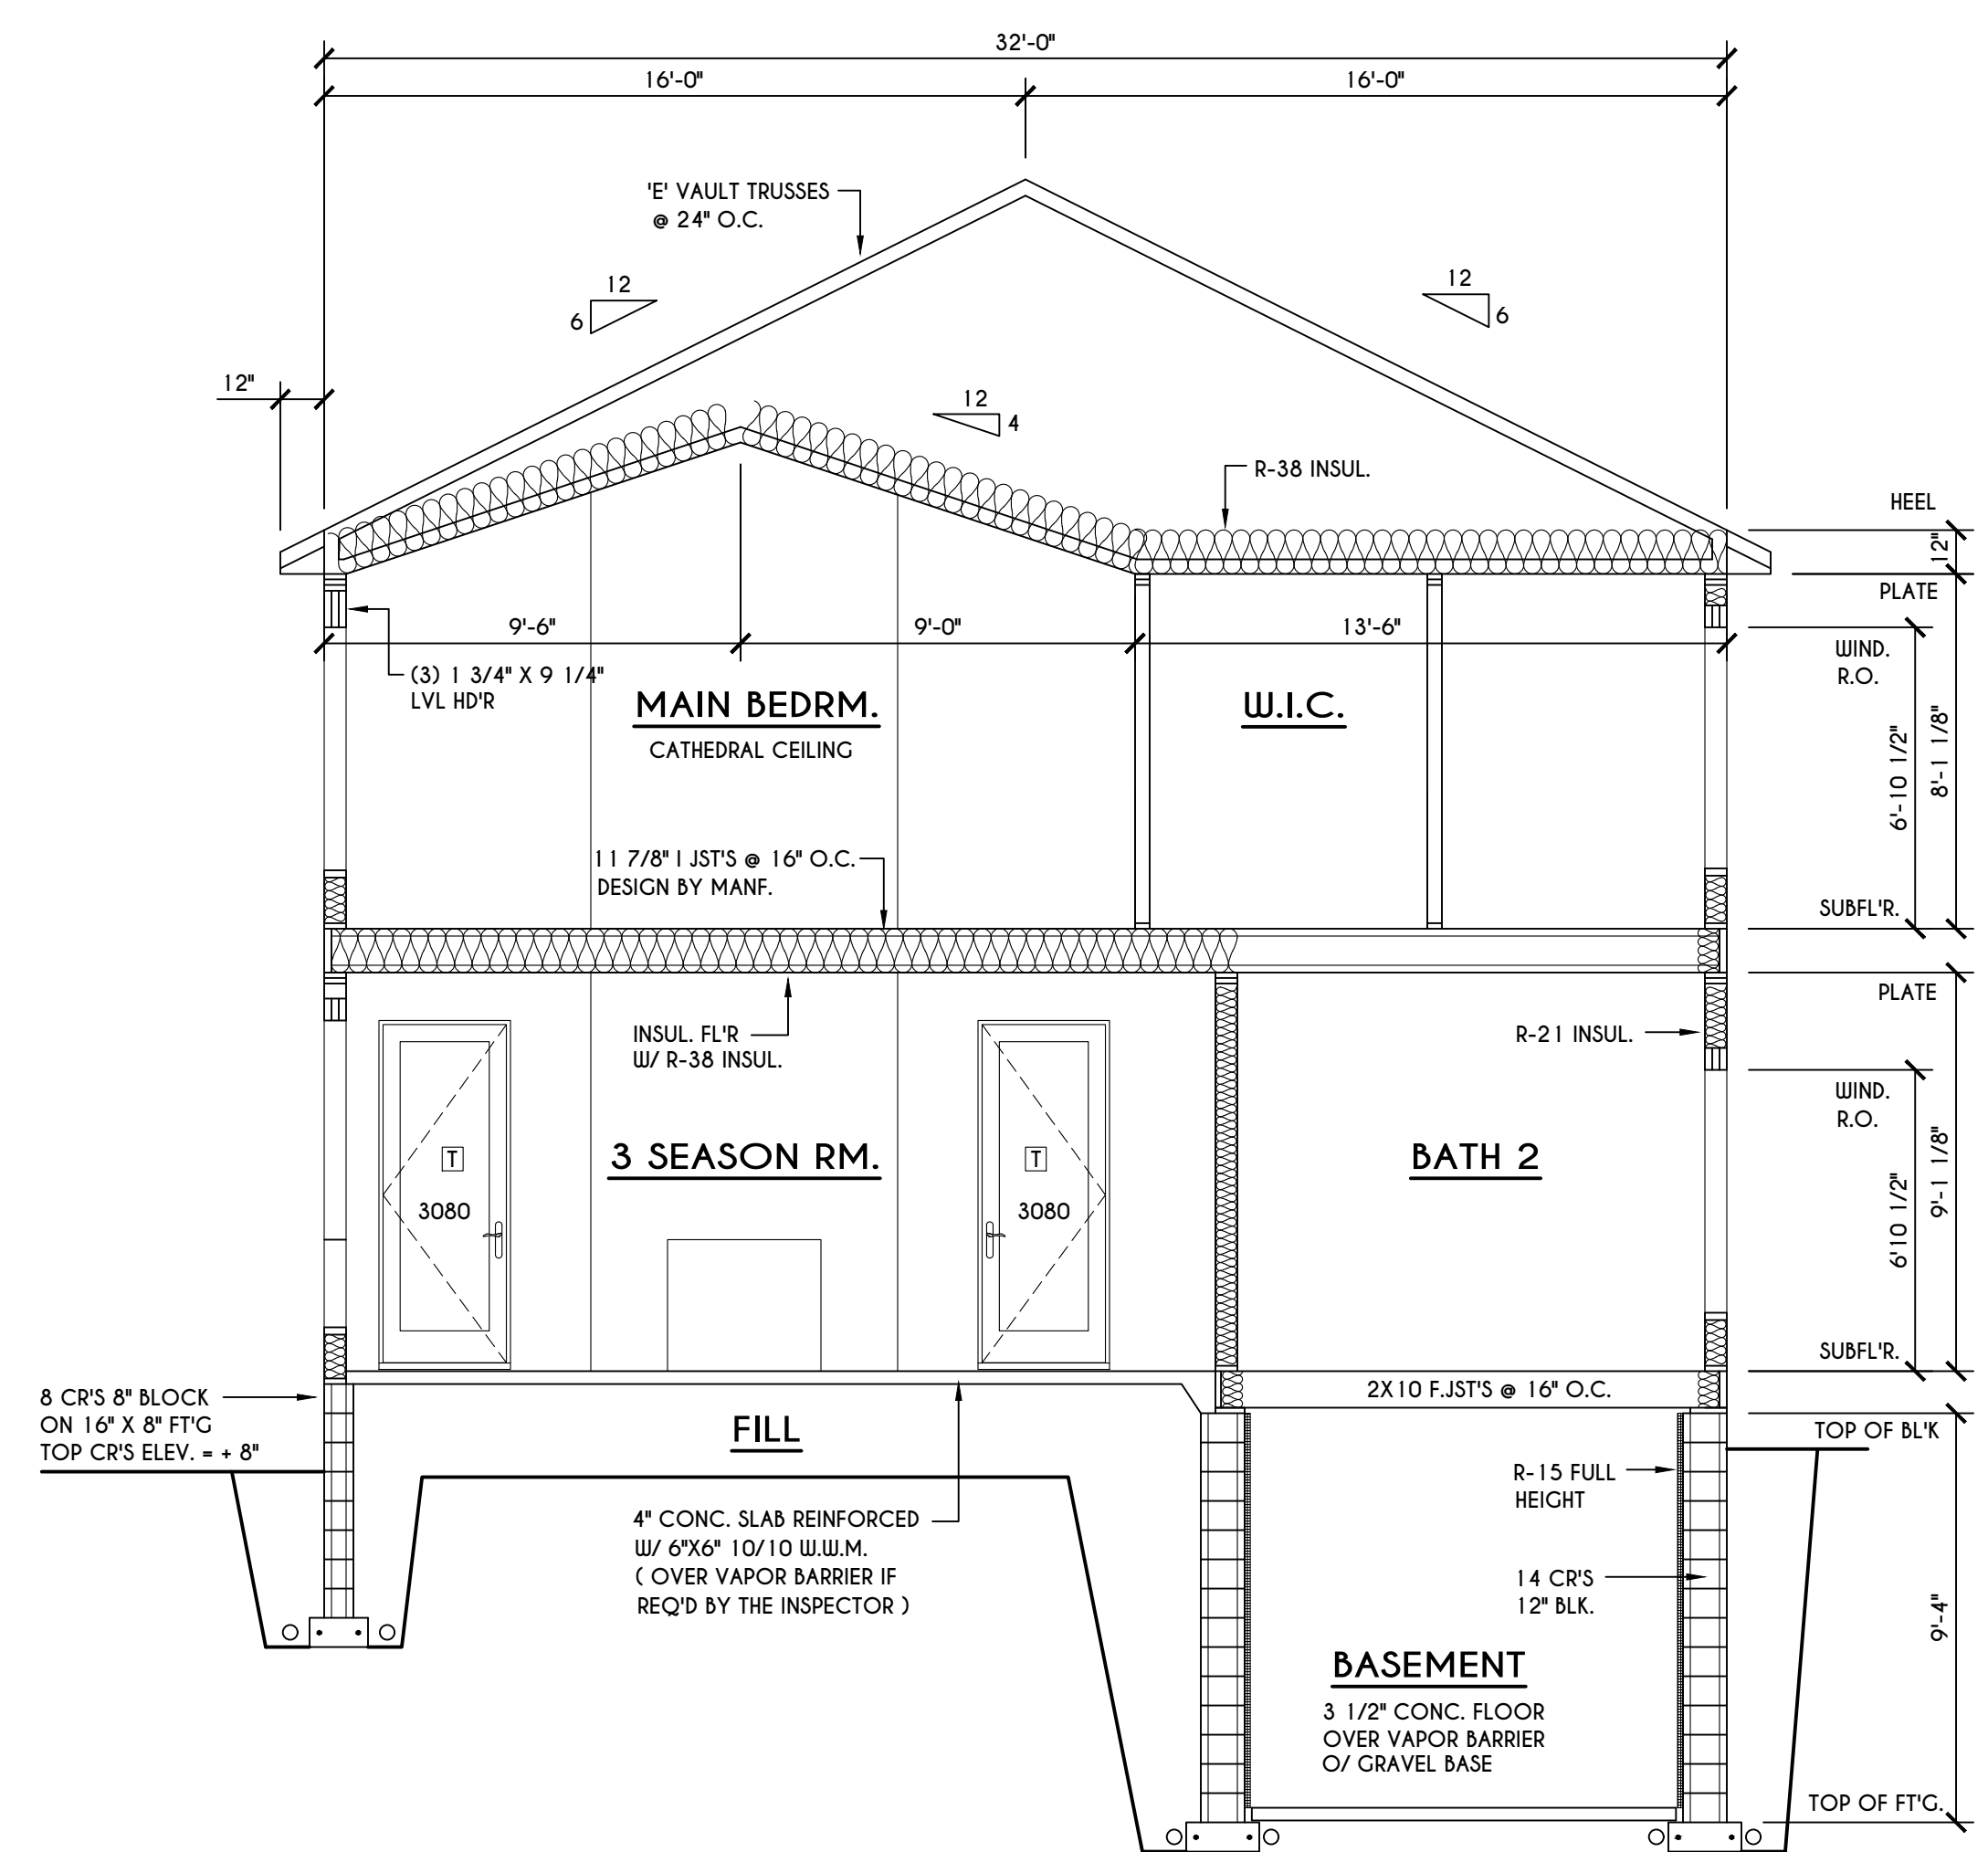 32'-0"
16'-0"
16'-0"
'E' VAULT TRUSSES
@ 24" O.C.
12
6
12
6
12"
12
4
R-38 INSUL.
HEEL
12"
PLATE
9'-6"
9'-0"
13'-6"
WIND.
R.O.
(3) 1 3/4" X 9 1/4"
LVL HD'R
MAIN BEDRM.
CATHEDRAL CEILING
W.I.C.
6'-10 1/2"
8'-1 1/8"
11 7/8" I JST'S @ 16" O.C.
DESIGN BY MANF.
SUBFL'R.
PLATE
INSUL. FL'R
W/ R-38 INSUL.
R-21 INSUL.
WIND.
R.O.
T
3080
3 SEASON RM.
T
3080
BATH 2
6'10 1/2"
9'-1 1/8"
SUBFL'R.
8 CR'S 8" BLOCK
ON 16" X 8" FT'G
TOP CR'S ELEV. = + 8"
2X10 F.JST'S @ 16" O.C.
FILL
TOP OF BL'K
R-15 FULL
HEIGHT
4" CONC. SLAB REINFORCED
W/ 6"X6" 10/10 W.W.M.
( OVER VAPOR BARRIER IF
REQ'D BY THE INSPECTOR )
14 CR'S
12" BLK.
9'-4"
BASEMENT
3 1/2" CONC. FLOOR
OVER VAPOR BARRIER
O/ GRAVEL BASE
TOP OF FT'G.